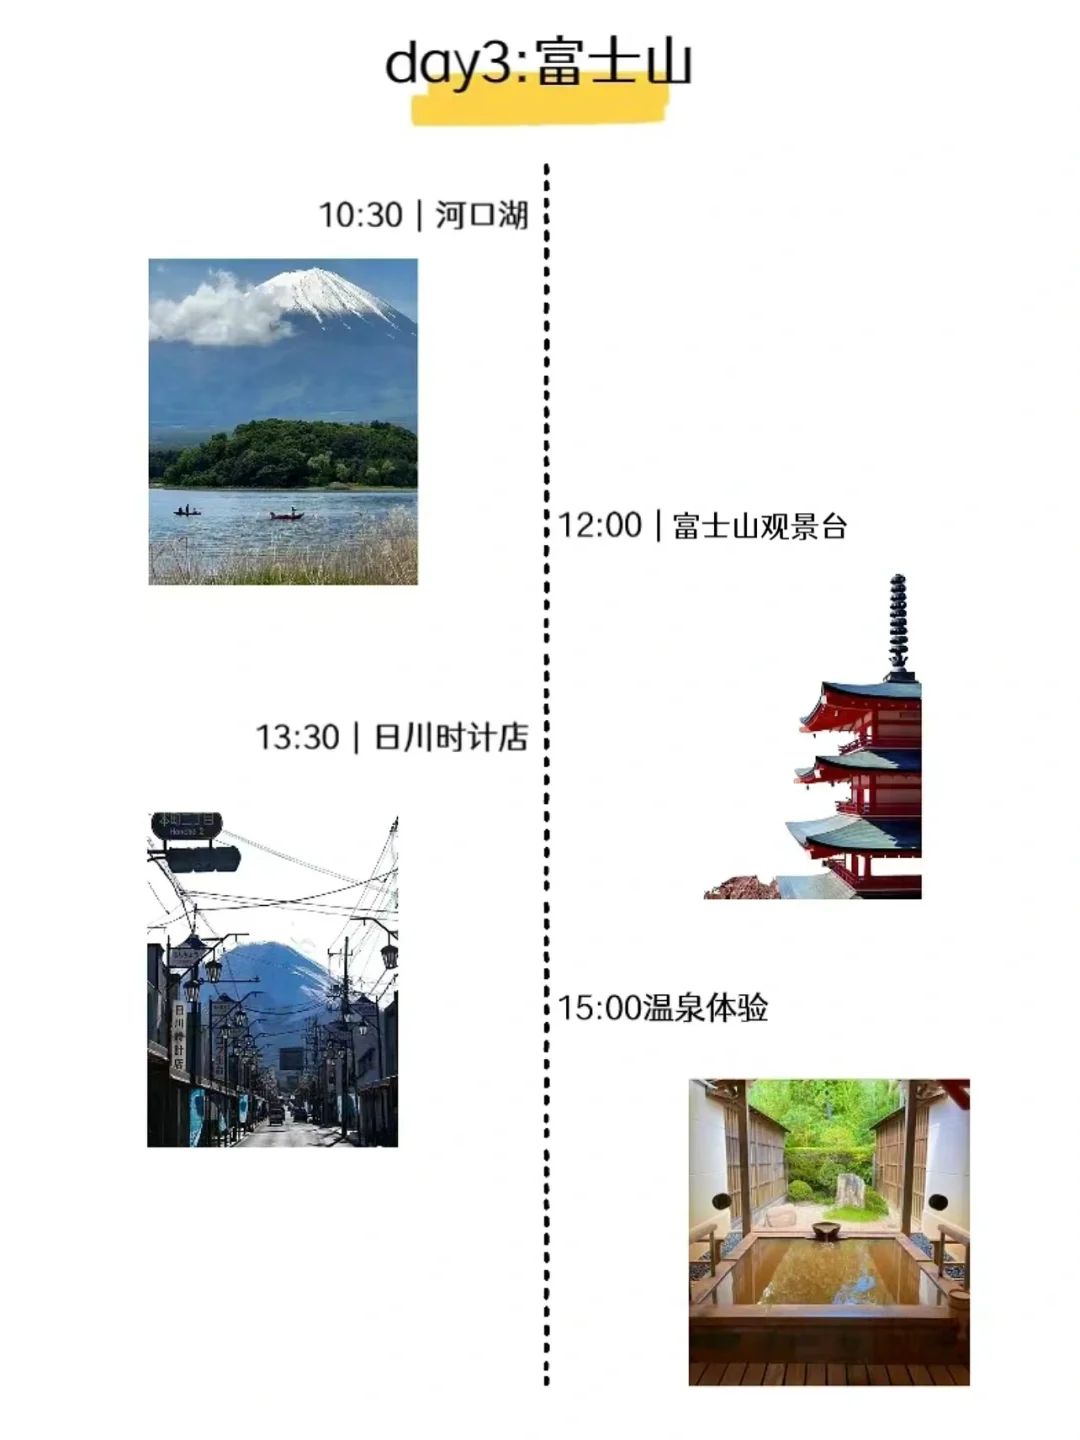 day3:富士山
10:30 | 河口湖
12:00 | 富士山观景台
13:30 | 日川时计店
本町二丁目
Honcho 2
日川時計店
15:00温泉体验